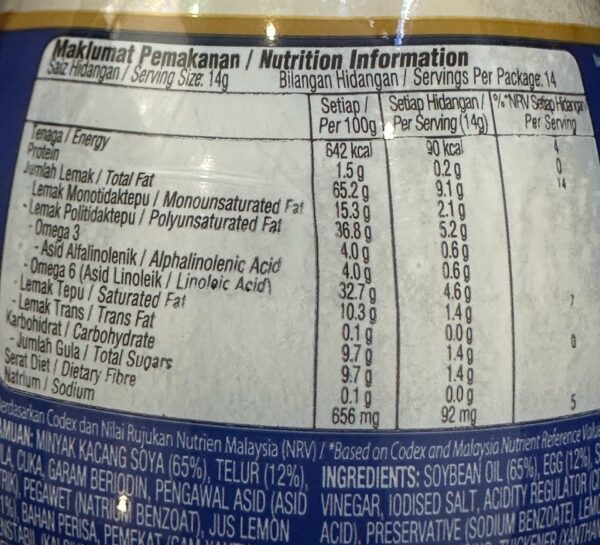 Maklumat Pemakanan / Nutrition Information
Saiz Hidangan / Serving Size: 14g Bilangan Hidangan / Servings Per Package: 14
Setiap / Per 100g Setiap Hidangan / Per Serving (14g) %*NRV Setiap Hidangan Per Serving
Tenaga / Energy 642 kcal 90 kcal 4
Protein 1.5 g 0.2 g 0
Jumlah Lemak / Total Fat 65.2 g 9.1 g 14
Lemak Monotidaktepu / Monounsaturated Fat 15.3 g 2.1 g
- Lemak Politidaktepu / Polyunsaturated Fat 36.8 g 5.2 g
- Omega 3 4.0 g 0.6 g
- Asid Alfalinolenik / Alphalinolenic Acid 4.0 g 0.6 g
- Omega 6 (Asid Linoleik / Linoleic Acid) 32.7 g 4.6 g
- Lemak Tepu / Saturated Fat 10.3 g 1.4 g 7
- Lemak Trans / Trans Fat 0.1 g 0.0 g
Karbohidrat / Carbohydrate 9.7 g 1.4 g 0
- Jumlah Gula / Total Sugars 9.7 g 1.4 g
Serat Diet / Dietary Fibre 0.1 g 0.0 g
Natrium / Sodium 656 mg 92 mg 5
erdasarkan Codex dan Nilai Rujukan Nutrien Malaysia (NRV) / *Based on Codex and Malaysia Nutrient Reference Value
AMUAN: MINYAK KACANG SOYA (65%), TELUR (12%), INGREDIENTS: SOYBEAN OIL (65%), EGG (12%), S
LA, CUKA, GARAM BERIODIN, PENGAWAL ASID (ASID VINEGAR, IODISED SALT, ACIDITY REGULATOR (CI
PENGAWET (NATRIUM BENZOAT), JUS LEMON ACID), PRESERVATIVE (SODIUM BENZOATE), LEMO
BAHAN PERISA, PEMEKAT THICKENER (XANTHAN